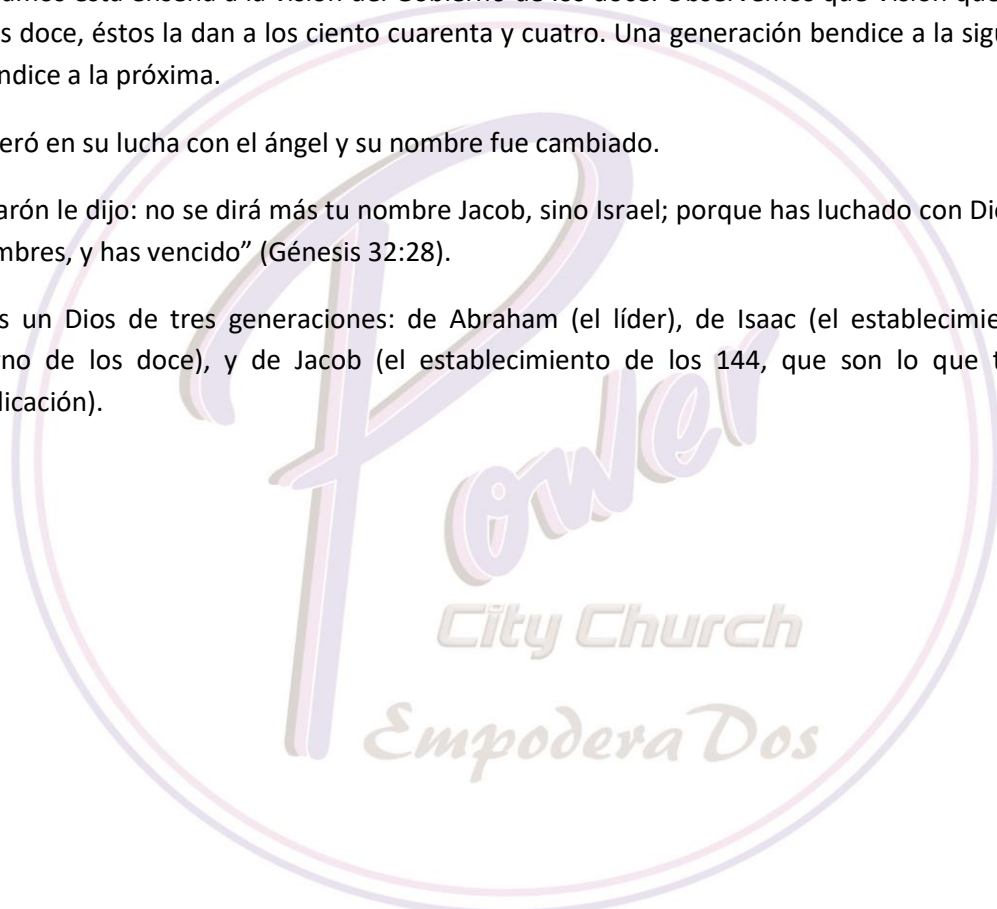 amos esta enseña a la visión del Gobierno de los doce. Observemos que visión que
s doce, éstos la dan a los ciento cuarenta y cuatro. Una generación bendice a la sigu
ndice a la próxima.
eró en su lucha con el ángel y su nombre fue cambiado.
arón le dijo: no se dirá más tu nombre Jacob, sino Israel; porque has luchado con Di
mbres, y has vencido” (Génesis 32:28).
s un Dios de tres generaciones: de Abraham (el líder), de Isaac (el establecimie
rno de los doce), y de Jacob (el establecimiento de los 144, que son lo que t
licación).
Power
City Church
EmpoderaDos